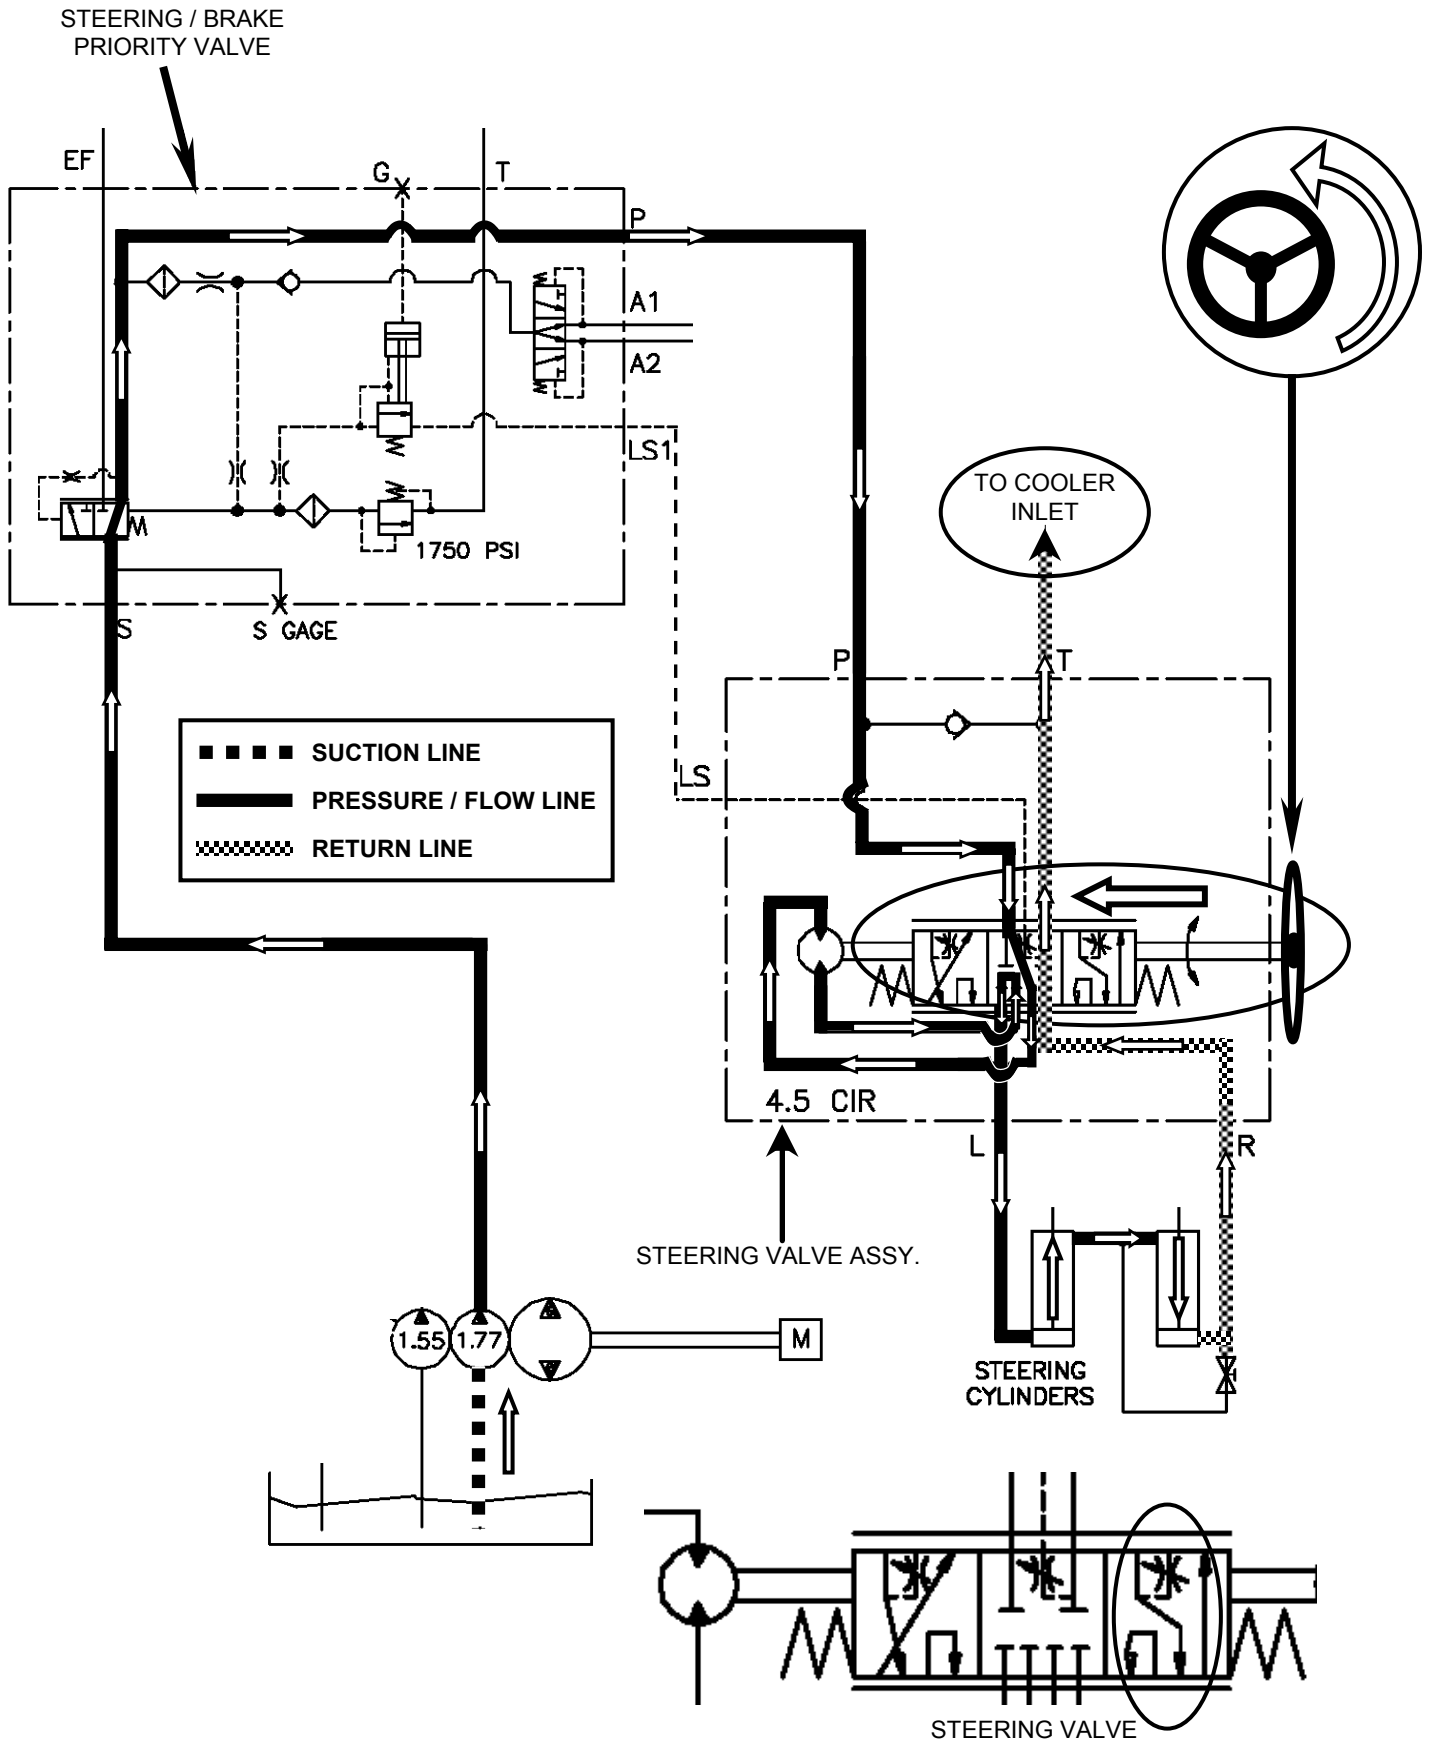 STEERING / BRAKE
PRIORITY VALVE
EF
G
T
P
A1
A2
LS1
1750 PSI
S
S GAGE
TO COOLER
INLET
P
T
LS
SUCTION LINE
PRESSURE / FLOW LINE
RETURN LINE
4.5 CIR
L
R
STEERING VALVE ASSY.
1.55
1.77
M
STEERING
CYLINDERS
STEERING VALVE